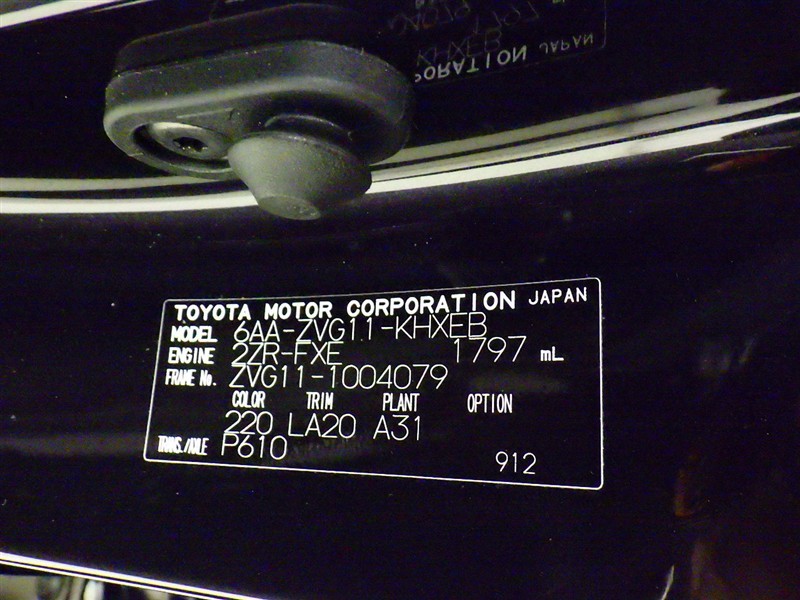 TOYOTA MOTOR CORPORATION JAPAN
MODEL 6AA-ZVG11-KHXEB
ENGINE 2ZR-FXE 1797 mL
FRAME No. ZVG11-1004079
COLOR TRIM PLANT OPTION
220 LA20 A31
TRANS./AXLE P610
912